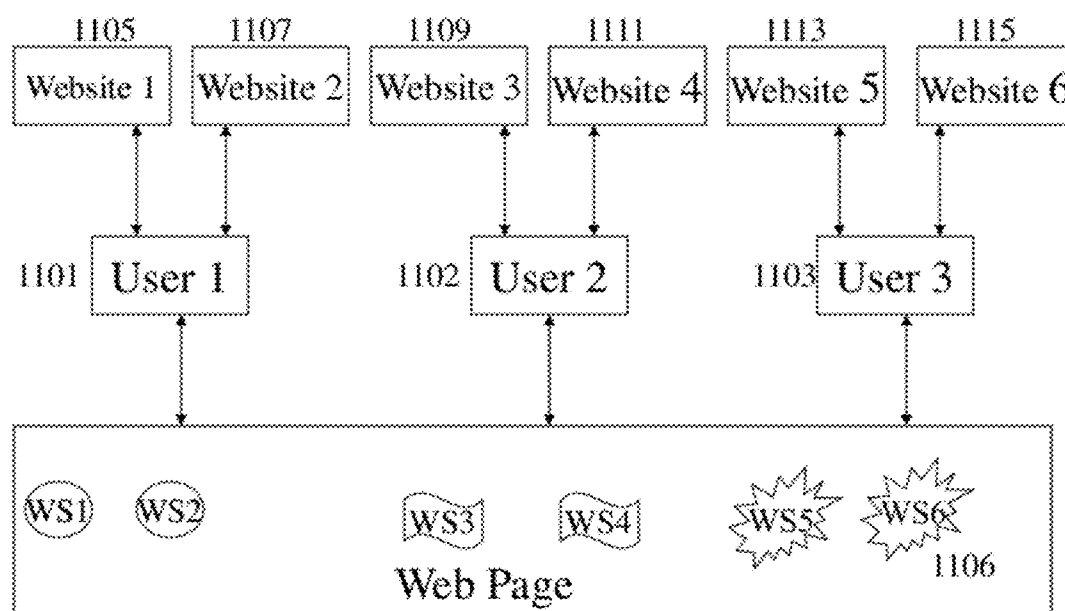 1105 1107 1109 1111 1113 1115
Website 1 Website 2 Website 3 Website 4 Website 5 Website 6
1101 User 1 1102 User 2 1103 User 3
WS1 WS2 WS3 WS4 WS5 WS6
1106
Web Page